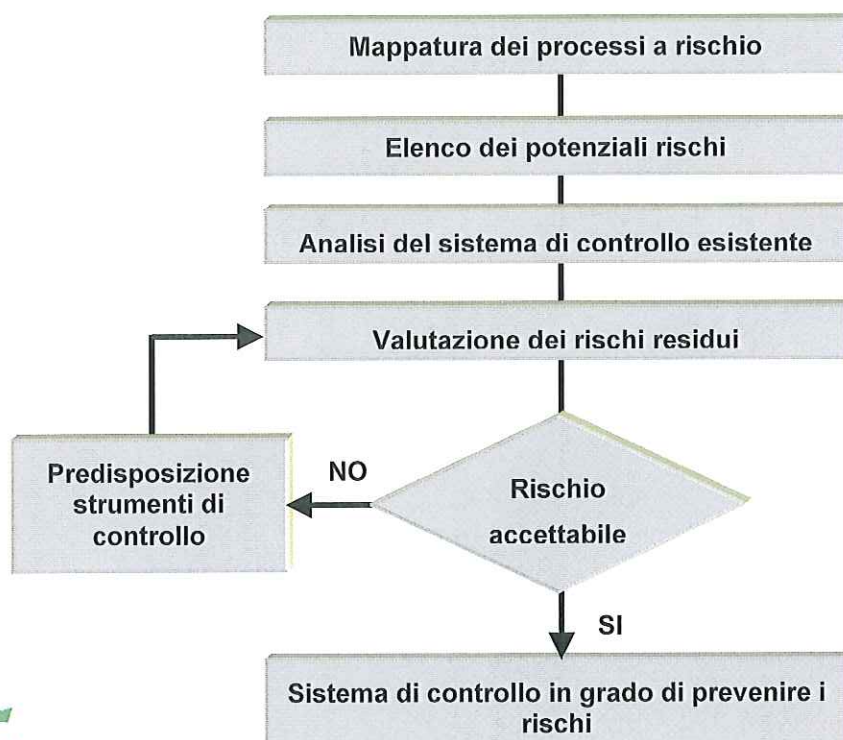 Mappatura dei processi a rischio
Elenco dei potenziali rischi
Analisi del sistema di controllo esistente
Valutazione dei rischi residui
Predisposizione
strumenti di
controllo
NO
Rischio
accettabile
SI
Sistema di controllo in grado di prevenire i
rischi